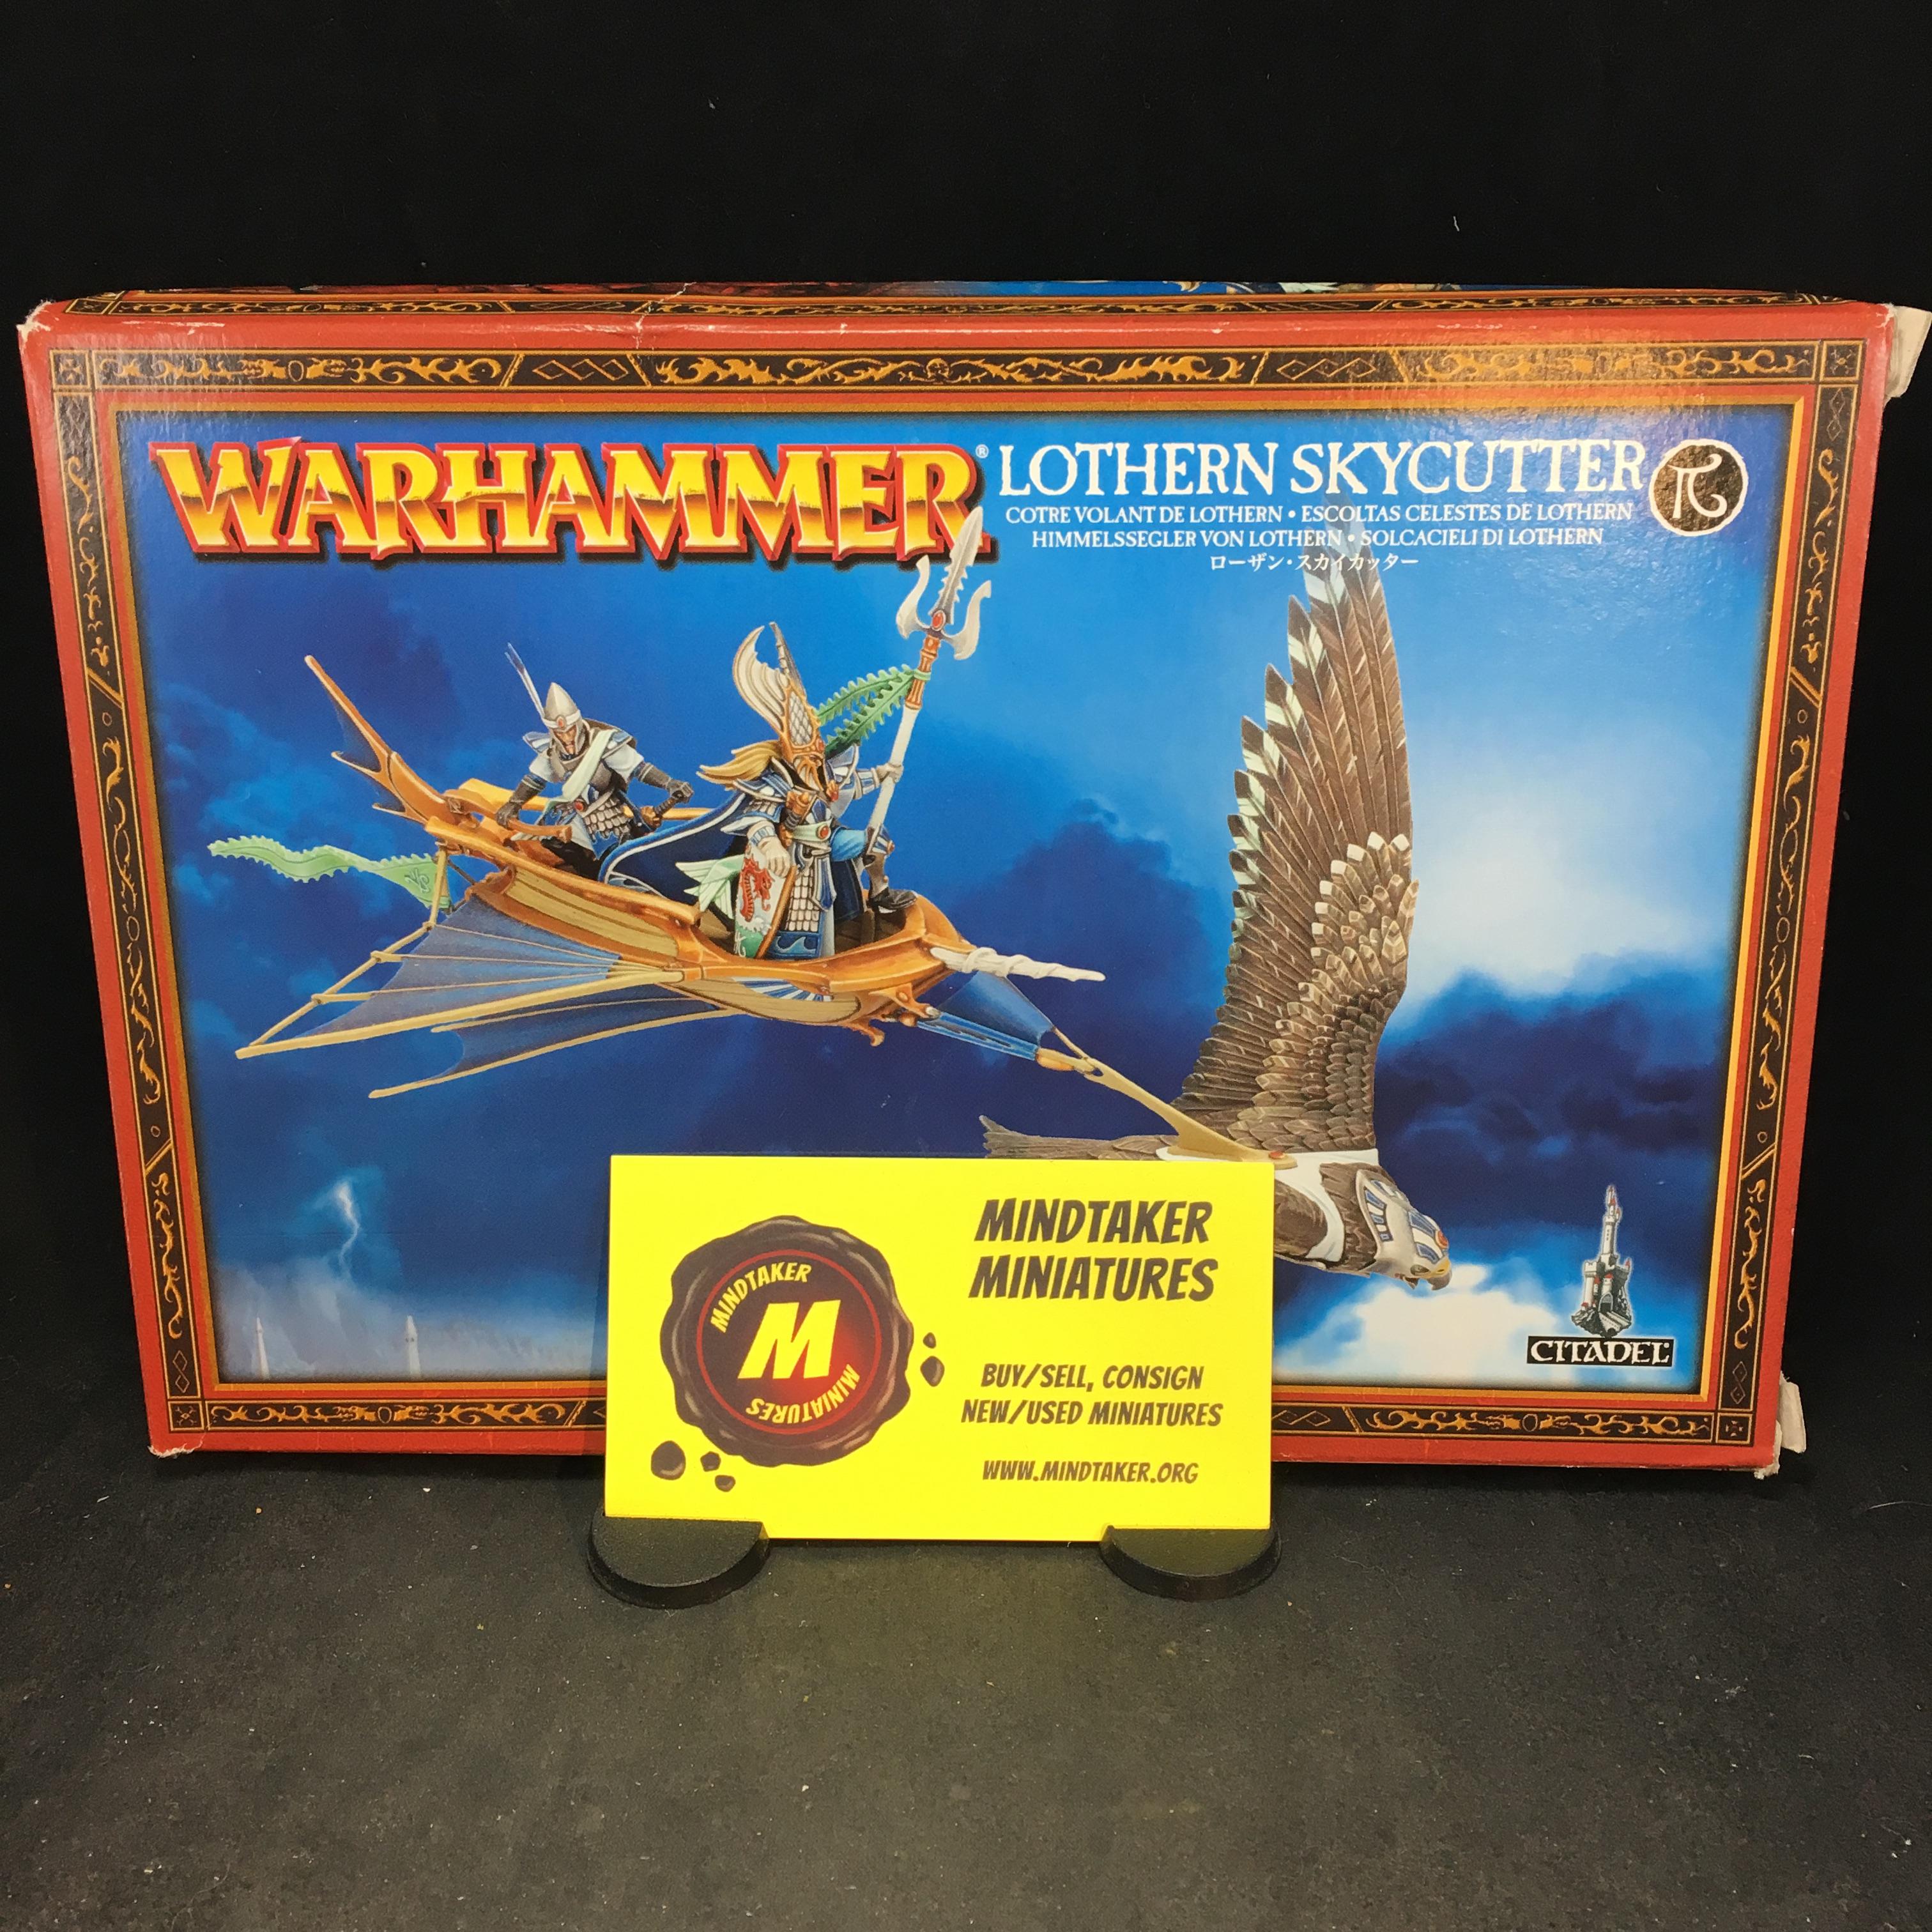 WARHAMMER®
LOTHERN SKYCUTTER
COTRE VOLANT DE LOTHERN • ESCOLTAS CELESTES DE LOTHERN
HIMMELSSEGLER VON LOTHERN • SOLCACIELI DI LOTHERN
ローザン・スカイカッター
CITADEL
MINDTAKER
M
MINIATURES
MINDTAKER
MINIATURES
BUY/SELL, CONSIGN
NEW/USED MINIATURES
WWW.MINDTAKER.ORG